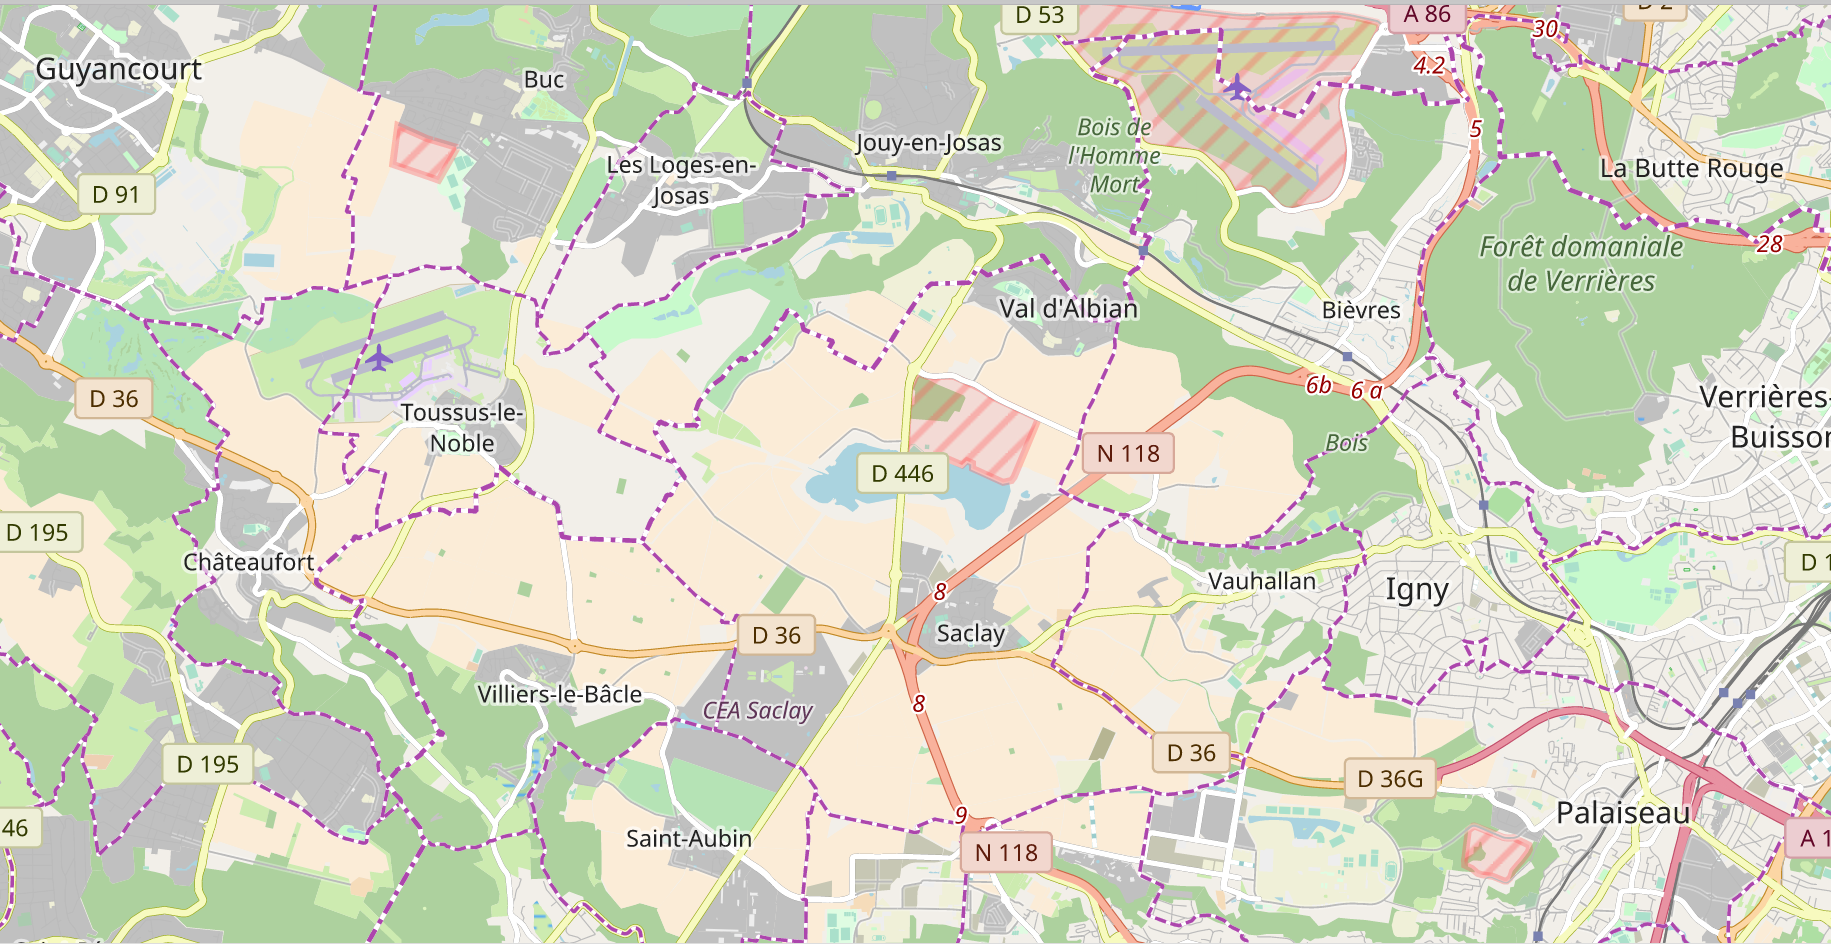 D 53
A 86
D 2
30
Guyancourt
Buc
4.2
Bois de
l'Homme
Mort
5
Jouy-en-Josas
La Butte Rouge
Les Loges-en-
Josas
D 91
28
Forêt domaniale
de Verrières
Val d'Albian
Bièvres
6b
6 a
D 36
Toussus-le-
Noble
Verrières-
Buisson
Bois
N 118
D 446
D 195
Châteaufort
D 1
Vauhallan
Igny
8
D 36
Saclay
Villiers-le-Bâcle
CEA Saclay
8
D 36
D 195
D 36G
Palaiseau
9
46
Saint-Aubin
N 118
A 1